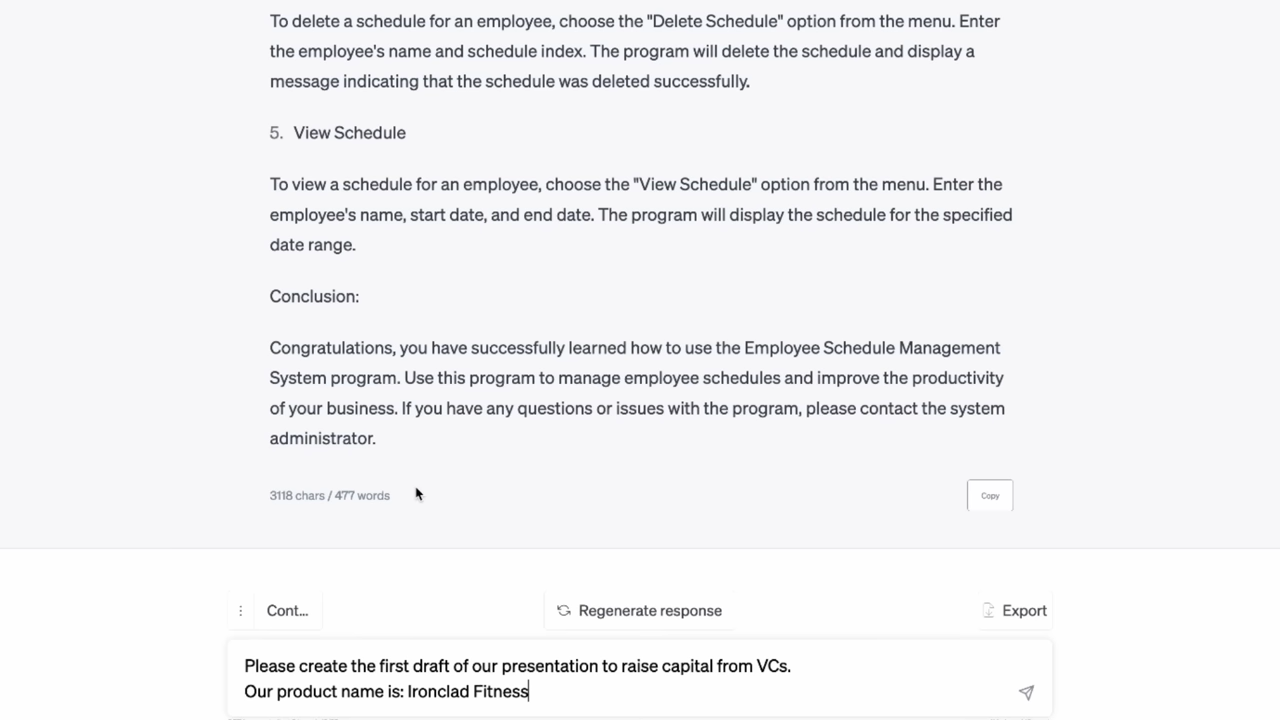 To delete a schedule for an employee, choose the "Delete Schedule" option from the menu. Enter
the employee's name and schedule index. The program will delete the schedule and display a
message indicating that the schedule was deleted successfully.
5. View Schedule
To view a schedule for an employee, choose the "View Schedule" option from the menu. Enter the
employee's name, start date, and end date. The program will display the schedule for the specified
date range.
Conclusion:
Congratulations, you have successfully learned how to use the Employee Schedule Management
System program. Use this program to manage employee schedules and improve the productivity
of your business. If you have any questions or issues with the program, please contact the system
administrator.
3118 chars / 477 words
Copy
Cont...
Regenerate response
Export
Please create the first draft of our presentation to raise capital from VCs.
Our product name is: Ironclad Fitness